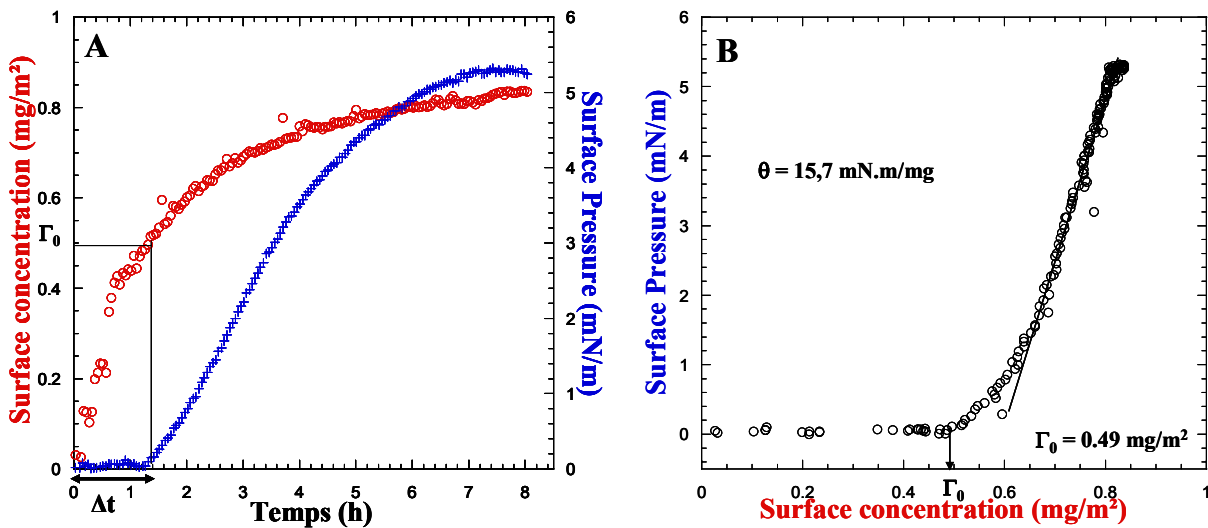 A
Surface concentration (mg/m²)
1
0.8
0.6
Γ₀
0.4
0.2
0
0
1
2
3
4
5
6
7
8
Δt
Temps (h)
6
5
4
3
2
1
0
Surface Pressure (mN/m)
B
Surface Pressure (mN/m)
6
5
4
3
2
1
0
θ = 15,7 mN.m/mg
Γ₀ = 0.49 mg/m²
0
0.2
0.4
0.6
0.8
1
Γ₀
Surface concentration (mg/m²)